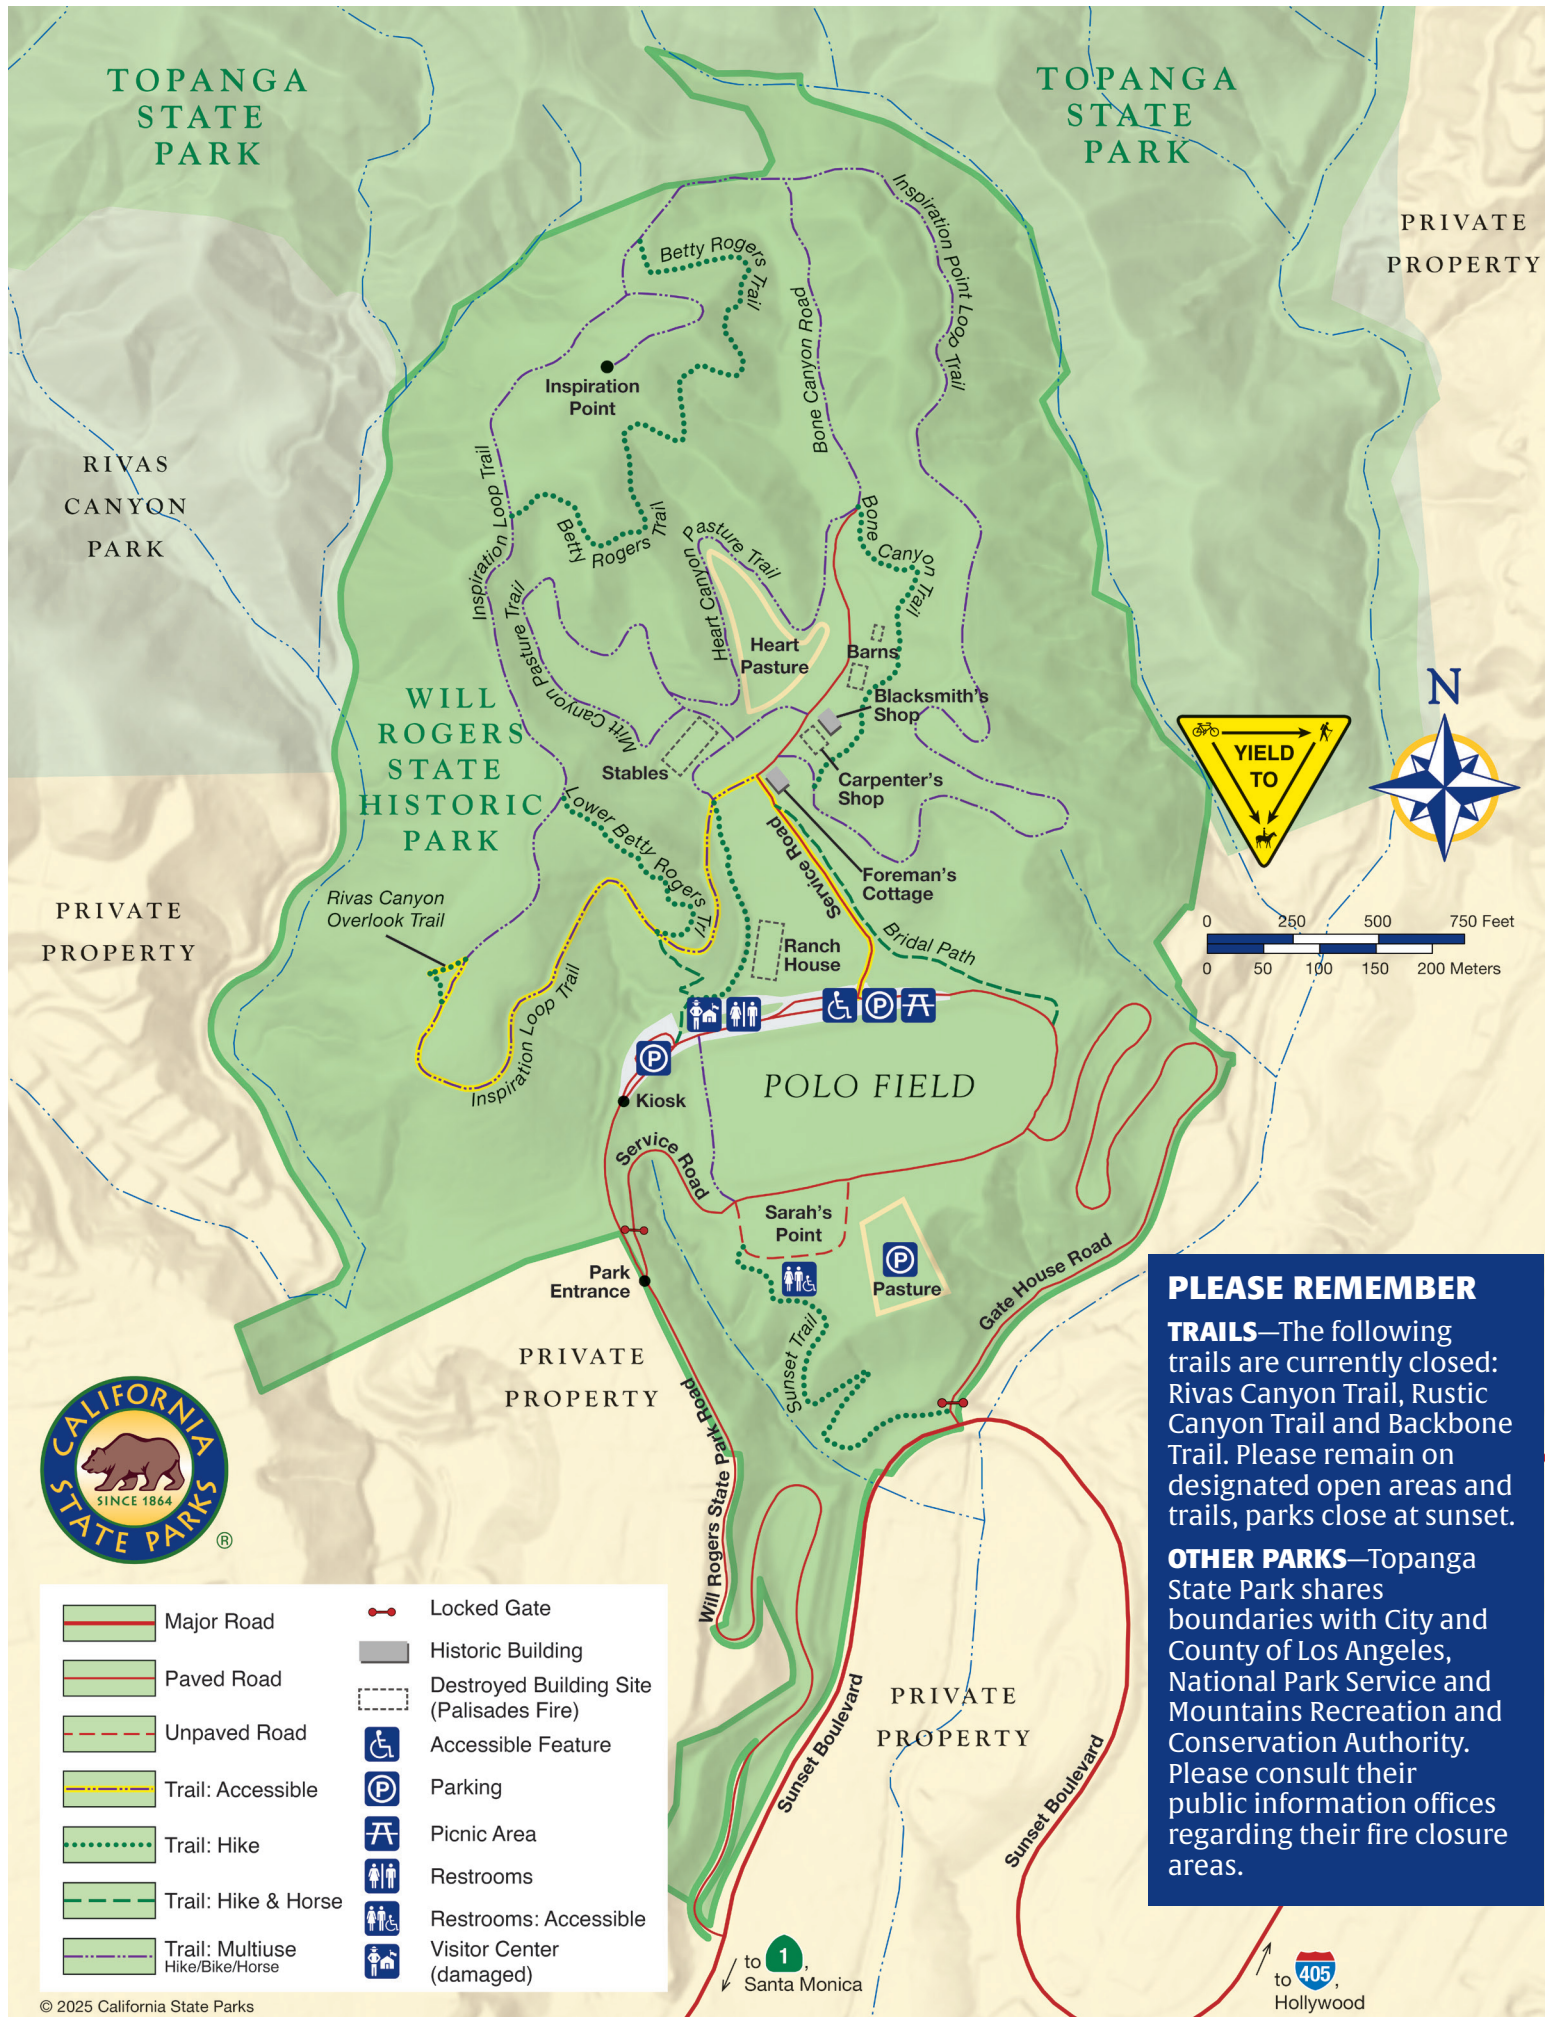 TOPANGA
STATE
PARK
TOPANGA
STATE
PARK
PRIVATE
PROPERTY
Inspiration Point Loop Trail
Betty Rogers Trail
Bone Canyon Road
Inspiration
Point
RIVAS
CANYON
PARK
Inspiration Loop Trail
Betty
Rogers Trail
Heart Canyon Pasture Trail
Bone
Canyon Trail
Mitt Canyon Pasture Trail
Heart
Pasture
Barns
Blacksmith's
Shop
WILL
ROGERS
STATE
HISTORIC
PARK
Stables
Carpenter's
Shop
N
YIELD
TO
Lower Betty Rogers Trl
Service Road
Foreman's
Cottage
Rivas Canyon
Overlook Trail
PRIVATE
PROPERTY
Ranch
House
Bridal Path
0 250 500 750 Feet
0 50 100 150 200 Meters
Inspiration Loop Trail
P
P
Kiosk
POLO FIELD
Service Road
Sarah's
Point
P
Pasture
Park
Entrance
Gate House Road
Sunset Trail
PRIVATE
PROPERTY
Will Rogers State Park Road
CALIFORNIA
STATE PARKS
SINCE 1864
®
PLEASE REMEMBER
TRAILS—The following
trails are currently closed:
Rivas Canyon Trail, Rustic
Canyon Trail and Backbone
Trail. Please remain on
designated open areas and
trails, parks close at sunset.
OTHER PARKS—Topanga
State Park shares
boundaries with City and
County of Los Angeles,
National Park Service and
Mountains Recreation and
Conservation Authority.
Please consult their
public information offices
regarding their fire closure
areas.
PRIVATE
PROPERTY
Sunset Boulevard
Sunset Boulevard
Major Road
Paved Road
Unpaved Road
Trail: Accessible
Trail: Hike
Trail: Hike & Horse
Trail: Multiuse
Hike/Bike/Horse
Locked Gate
Historic Building
Destroyed Building Site
(Palisades Fire)
Accessible Feature
P
Parking
Picnic Area
Restrooms
Restrooms: Accessible
Visitor Center
(damaged)
to 1,
Santa Monica
to 405,
Hollywood
© 2025 California State Parks